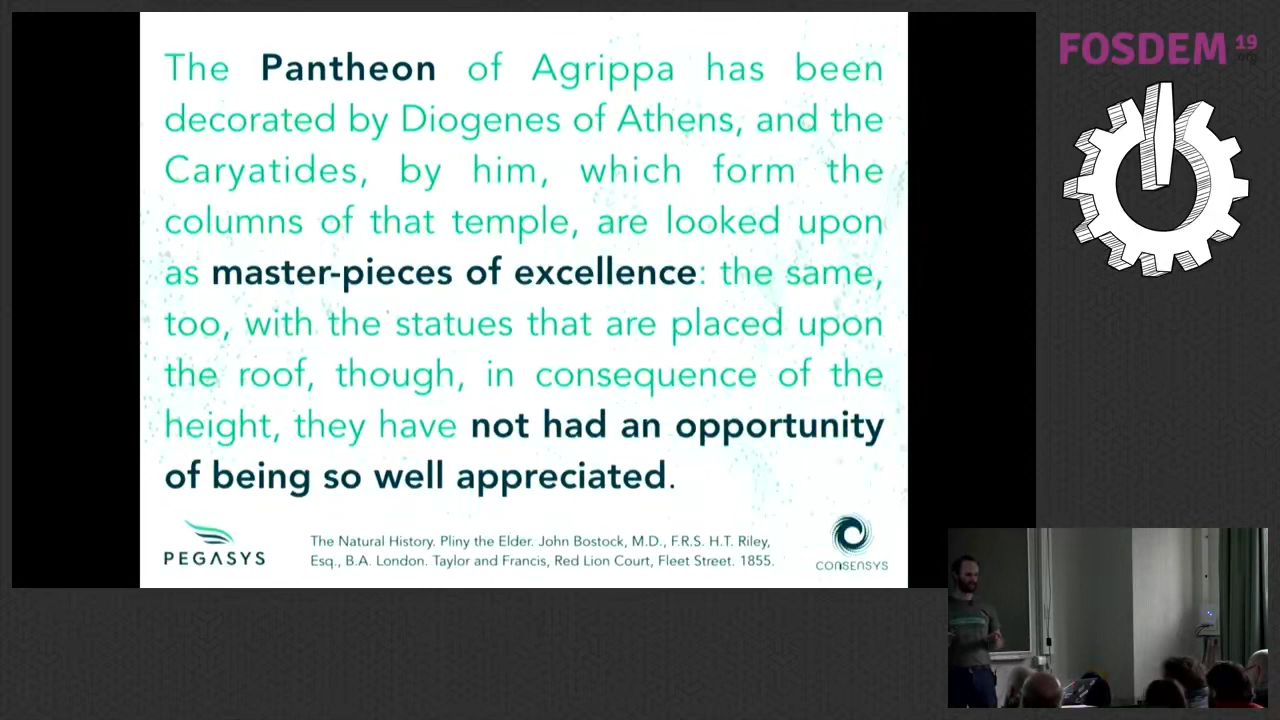 The Pantheon of Agrippa has been
decorated by Diogenes of Athens, and the
Caryatides, by him, which form the
columns of that temple, are looked upon
as master-pieces of excellence: the same,
too, with the statues that are placed upon
the roof, though, in consequence of the
height, they have not had an opportunity
of being so well appreciated.
PEGASYS
The Natural History. Pliny the Elder. John Bostock, M.D., F.R.S. H.T. Riley,
Esq., B.A. London. Taylor and Francis, Red Lion Court, Fleet Street. 1855.
CONSENSYS
FOSDEM 19
.org